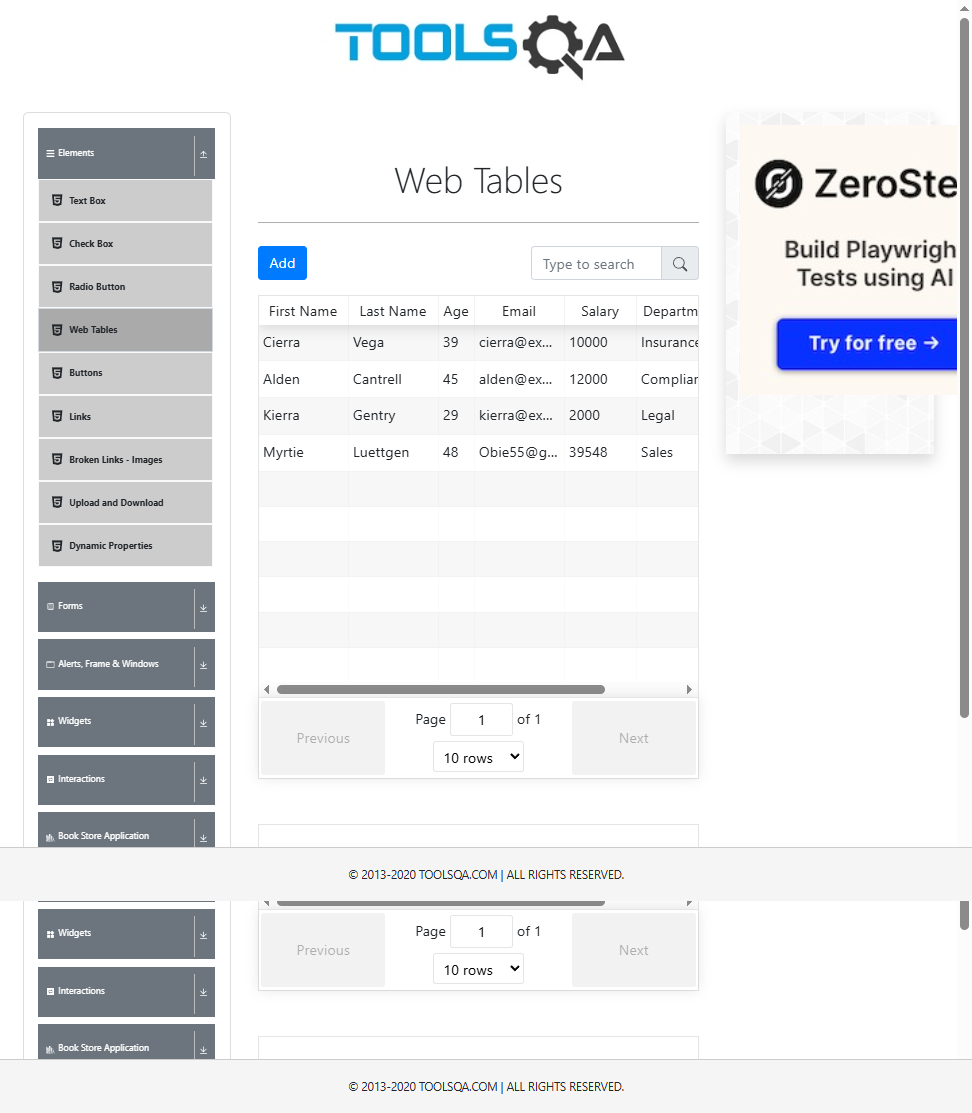 TOOLSQA
Elements
Text Box
Check Box
Radio Button
Web Tables
Buttons
Links
Broken Links - Images
Upload and Download
Dynamic Properties
Forms
Alerts, Frame & Windows
Widgets
Interactions
Book Store Application
Web Tables
Add
Type to search
First Name Last Name Age Email Salary Departm
Cierra Vega 39 cierra@ex... 10000 Insurance
Alden Cantrell 45 alden@ex... 12000 Complian
Kierra Gentry 29 kierra@ex... 2000 Legal
Myrtie Luettgen 48 Obie55@g... 39548 Sales
Previous
Page 1 of 1
10 rows
Next
ZeroSte
Build Playwrigh
Tests using AI
Try for free →
© 2013-2020 TOOLSQA.COM | ALL RIGHTS RESERVED.
Widgets
Interactions
Book Store Application
Previous
Page 1 of 1
10 rows
Next
© 2013-2020 TOOLSQA.COM | ALL RIGHTS RESERVED.